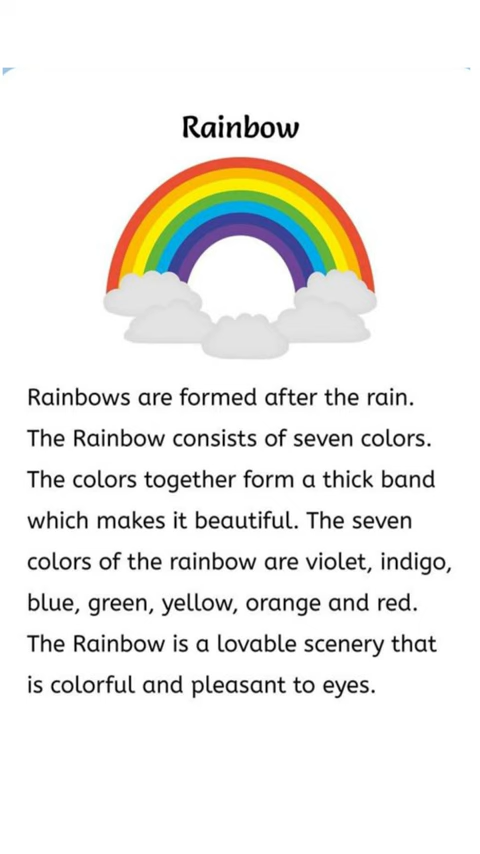 Rainbow
Rainbows are formed after the rain.
The Rainbow consists of seven colors.
The colors together form a thick band
which makes it beautiful. The seven
colors of the rainbow are violet, indigo,
blue, green, yellow, orange and red.
The Rainbow is a lovable scenery that
is colorful and pleasant to eyes.